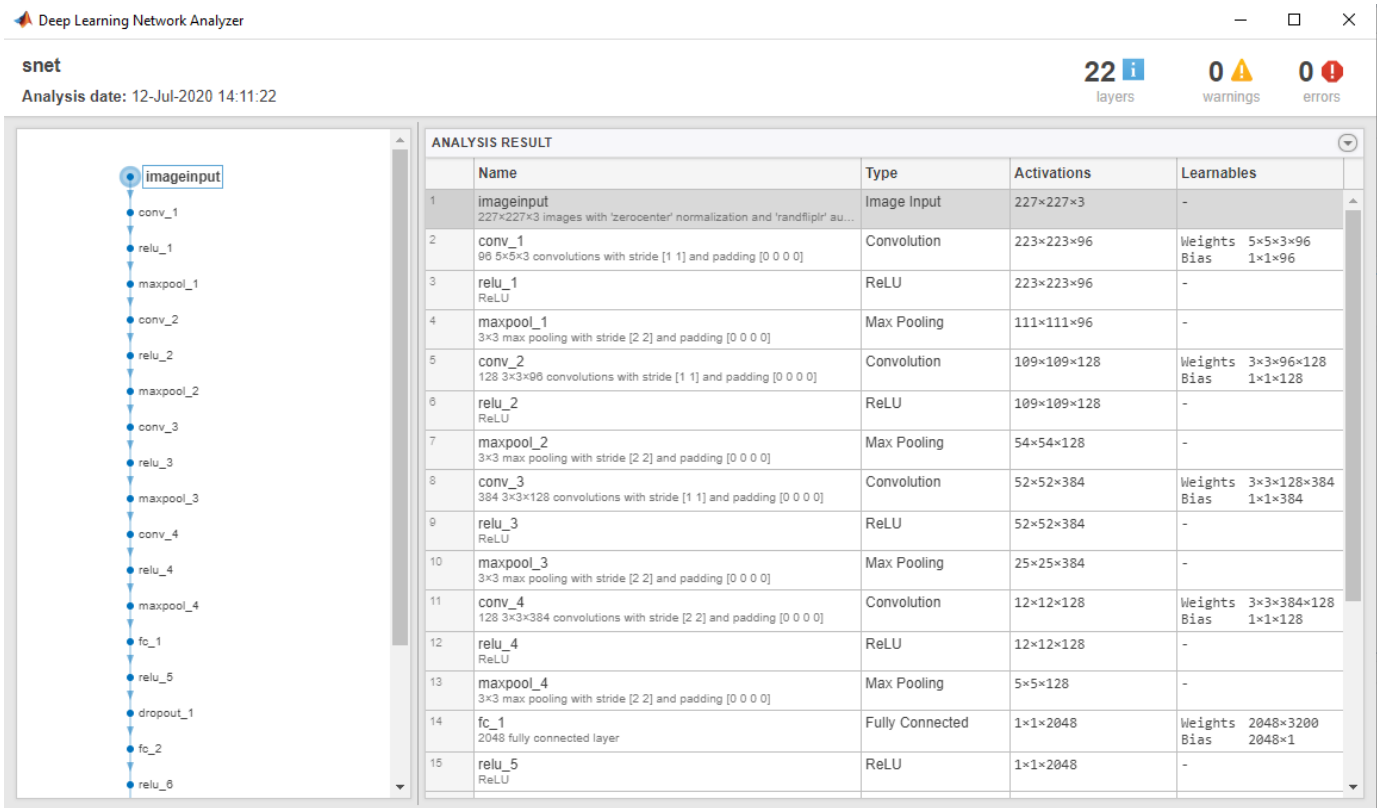 Deep Learning Network Analyzer
snet
Analysis date: 12-Jul-2020 14:11:22
22 i
layers
0
warnings
0
errors
imageinput
conv_1
relu_1
maxpool_1
conv_2
relu_2
maxpool_2
conv_3
relu_3
maxpool_3
conv_4
relu_4
maxpool_4
fc_1
relu_5
dropout_1
fc_2
relu_6
ANALYSIS RESULT
Name Type Activations Learnables
1 imageinput Image Input 227×227×3 -
227×227×3 images with 'zerocenter' normalization and 'randfliplr' au...
2 conv_1 Convolution 223×223×96 Weights 5×5×3×96
96 5×5×3 convolutions with stride [1 1] and padding [0 0 0 0] Bias 1×1×96
3 relu_1 ReLU 223×223×96 -
ReLU
4 maxpool_1 Max Pooling 111×111×96 -
3×3 max pooling with stride [2 2] and padding [0 0 0 0]
5 conv_2 Convolution 109×109×128 Weights 3×3×96×128
128 3×3×96 convolutions with stride [1 1] and padding [0 0 0 0] Bias 1×1×128
6 relu_2 ReLU 109×109×128 -
ReLU
7 maxpool_2 Max Pooling 54×54×128 -
3×3 max pooling with stride [2 2] and padding [0 0 0 0]
8 conv_3 Convolution 52×52×384 Weights 3×3×128×384
384 3×3×128 convolutions with stride [1 1] and padding [0 0 0 0] Bias 1×1×384
9 relu_3 ReLU 52×52×384 -
ReLU
10 maxpool_3 Max Pooling 25×25×384 -
3×3 max pooling with stride [2 2] and padding [0 0 0 0]
11 conv_4 Convolution 12×12×128 Weights 3×3×384×128
128 3×3×384 convolutions with stride [2 2] and padding [0 0 0 0] Bias 1×1×128
12 relu_4 ReLU 12×12×128 -
ReLU
13 maxpool_4 Max Pooling 5×5×128 -
3×3 max pooling with stride [2 2] and padding [0 0 0 0]
14 fc_1 Fully Connected 1×1×2048 Weights 2048×3200
2048 fully connected layer Bias 2048×1
15 relu_5 ReLU 1×1×2048 -
ReLU